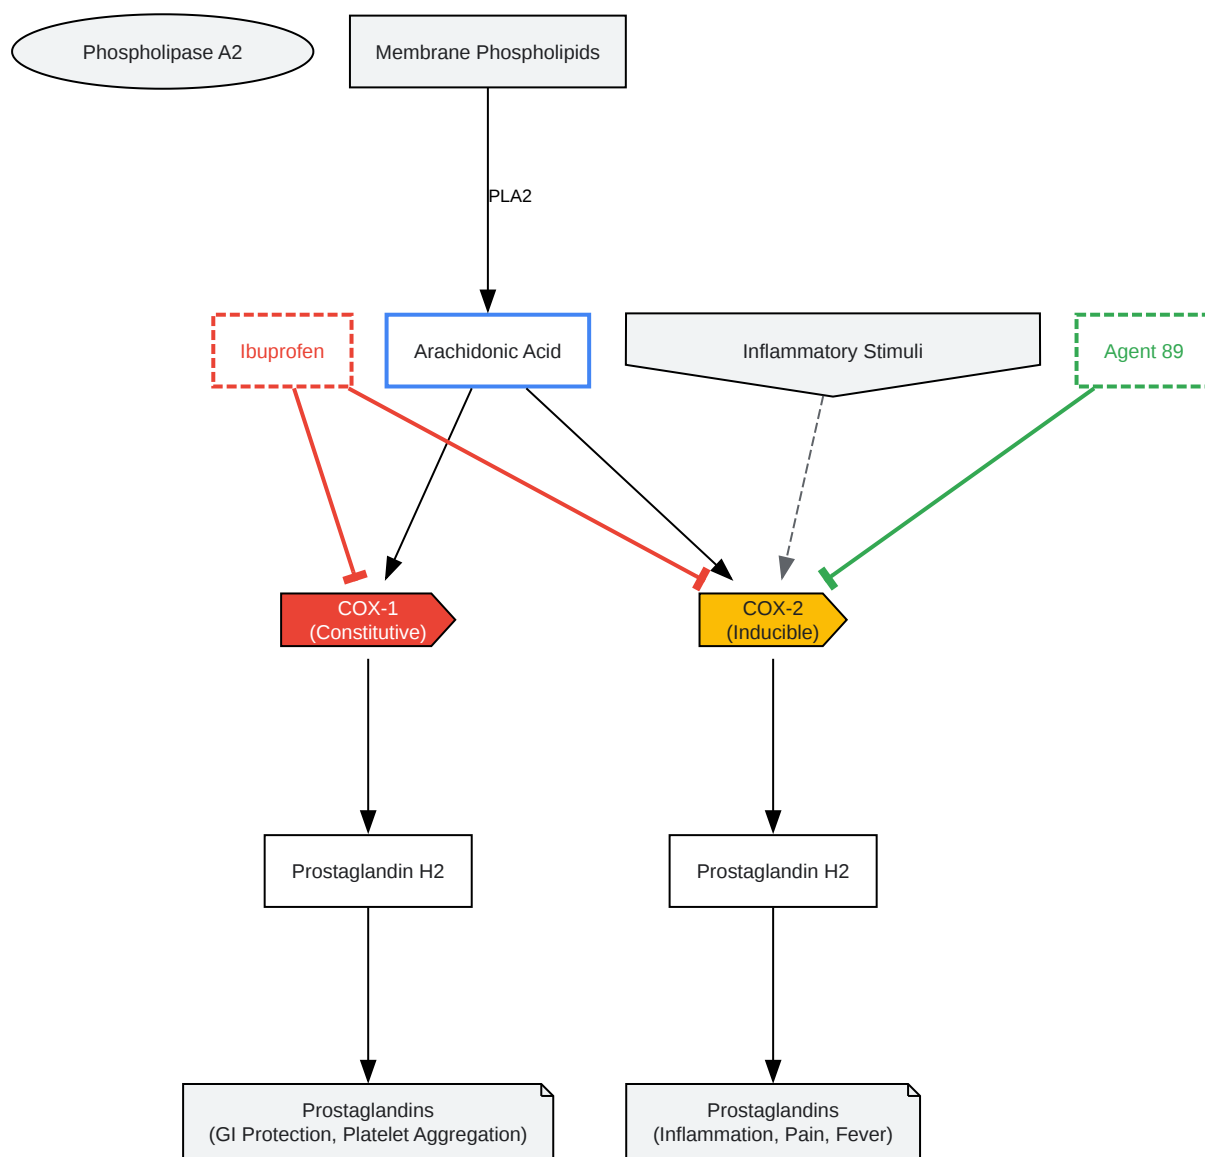 Phospholipase A2
Membrane Phospholipids
PLA2
Ibuprofen
Arachidonic Acid
Inflammatory Stimuli
Agent 89
COX-1
(Constitutive)
COX-2
(Inducible)
Prostaglandin H2
Prostaglandin H2
Prostaglandins
(GI Protection, Platelet Aggregation)
Prostaglandins
(Inflammation, Pain, Fever)